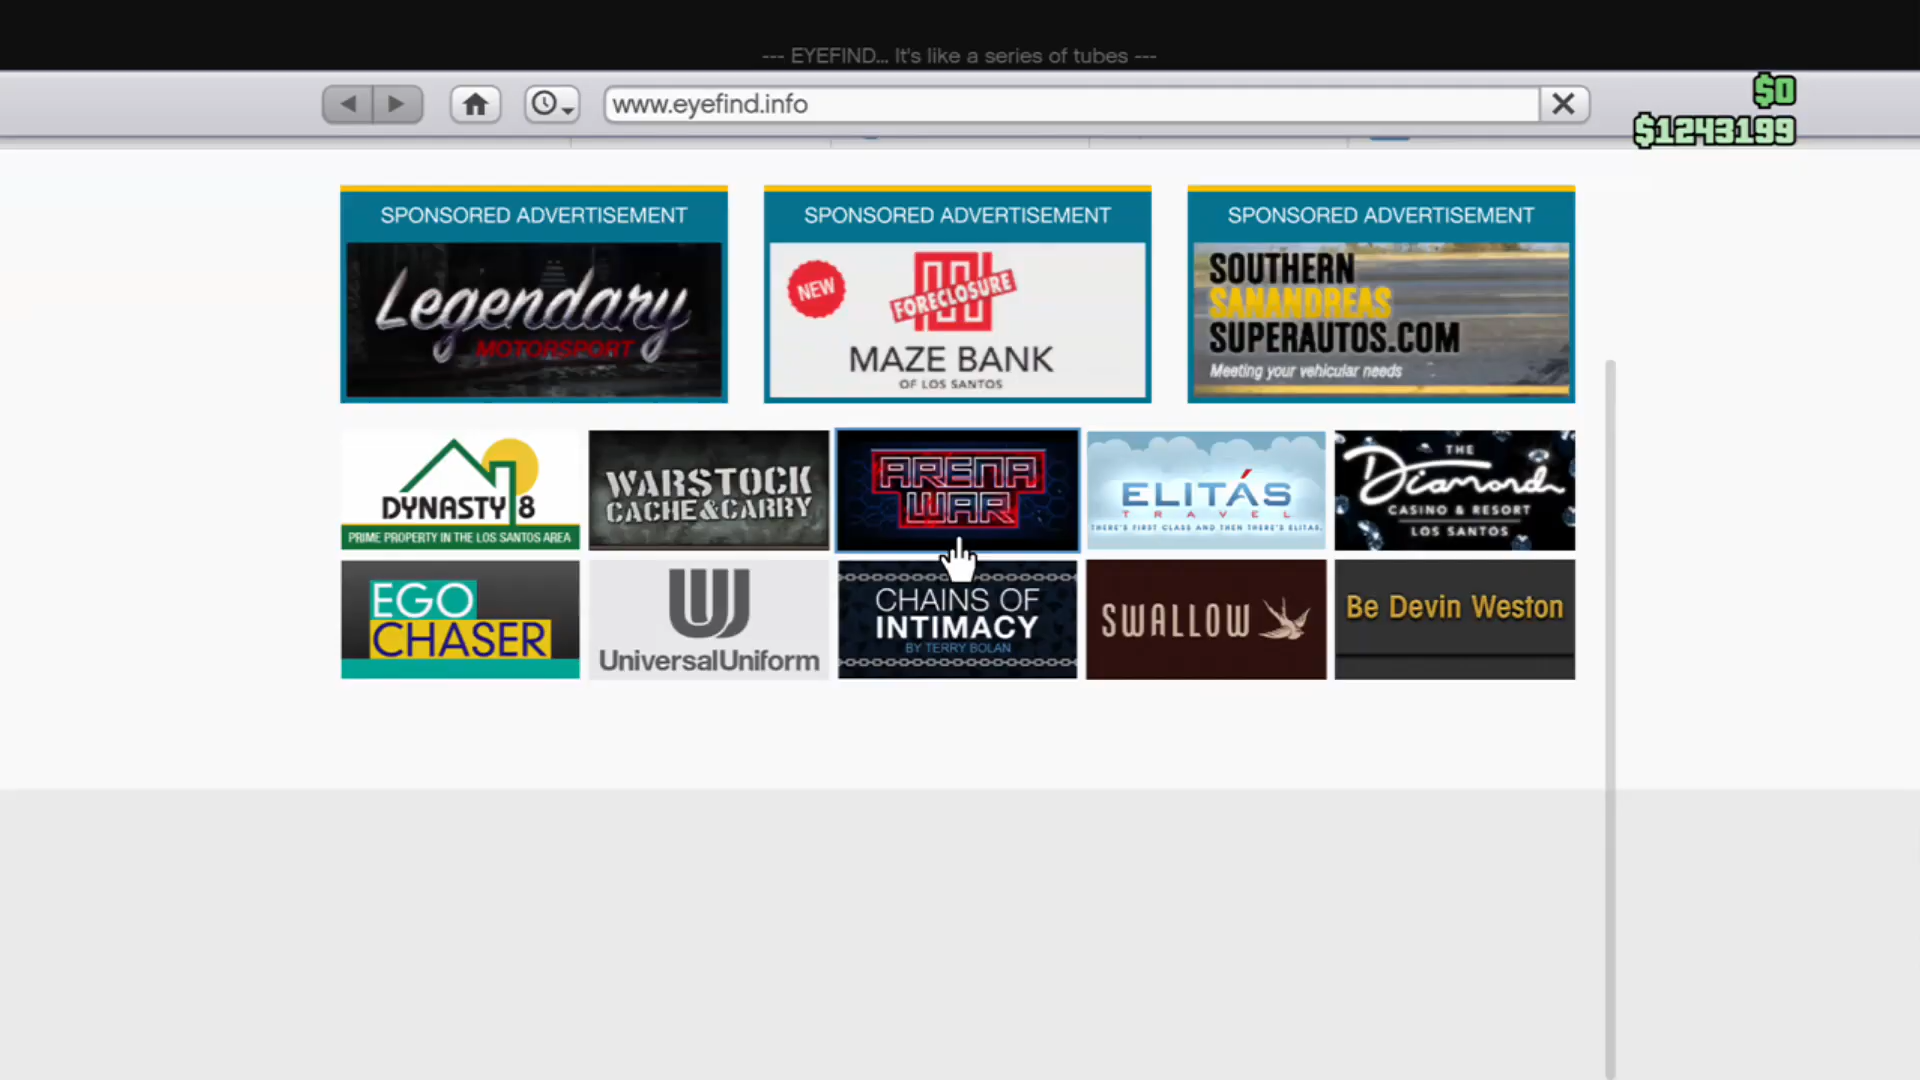 --- EYEFIND... It's like a series of tubes ---
www.eyefind.info
$0
$1243199
SPONSORED ADVERTISEMENT
Legendary
MOTORSPORT
SPONSORED ADVERTISEMENT
NEW
FORECLOSURE
MAZE BANK
OF LOS SANTOS
SPONSORED ADVERTISEMENT
SOUTHERN
SANANDREAS
SUPERAUTOS.COM
Meeting your vehicular needs
DYNASTY 8
PRIME PROPERTY IN THE LOS SANTOS AREA
WARSTOCK
CACHE&CARRY
ARENA
WAR
ELITÁS
TRAVEL
THERE'S FIRST CLASS AND THEN THERE'S ELITAS.
THE
Diamond
CASINO & RESORT
LOS SANTOS
EGO
CHASER
UU
UniversalUniform
CHAINS OF
INTIMACY
BY TERRY BOLAN
SWALLOW
Be Devin Weston